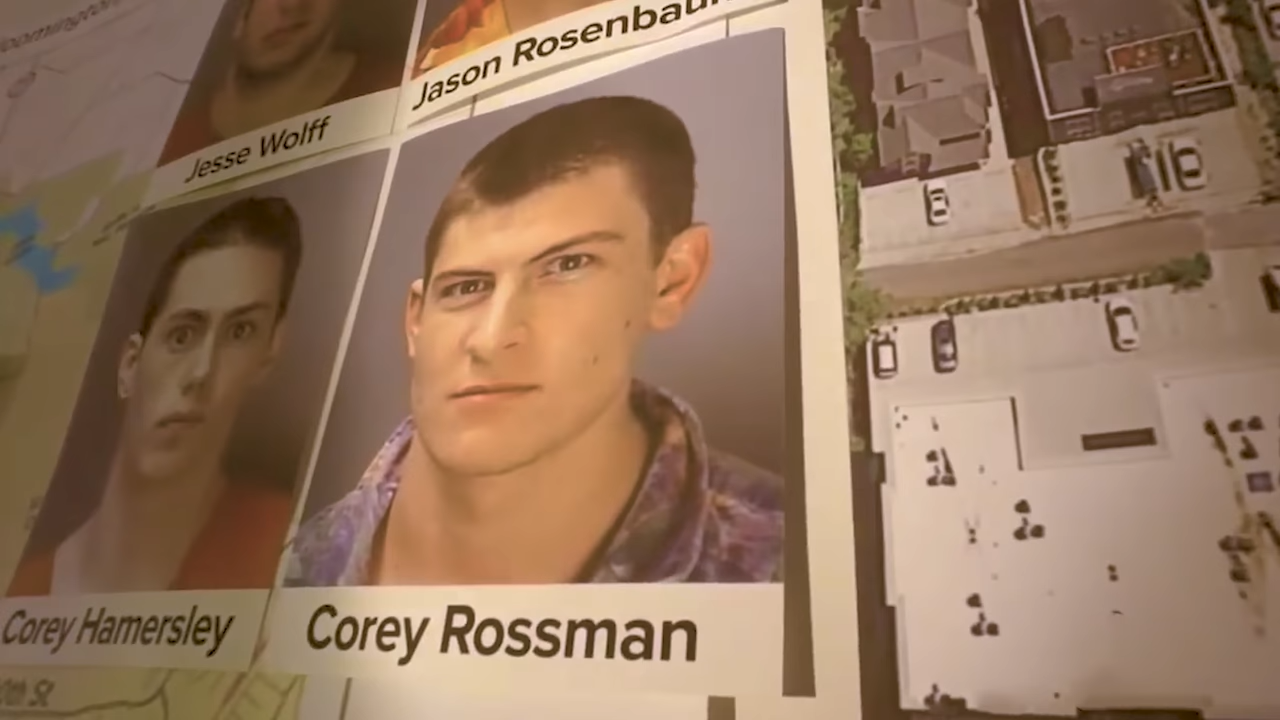 Jason Rosenbaum
Jesse Wolff
Corey Hamersley
Corey Rossman